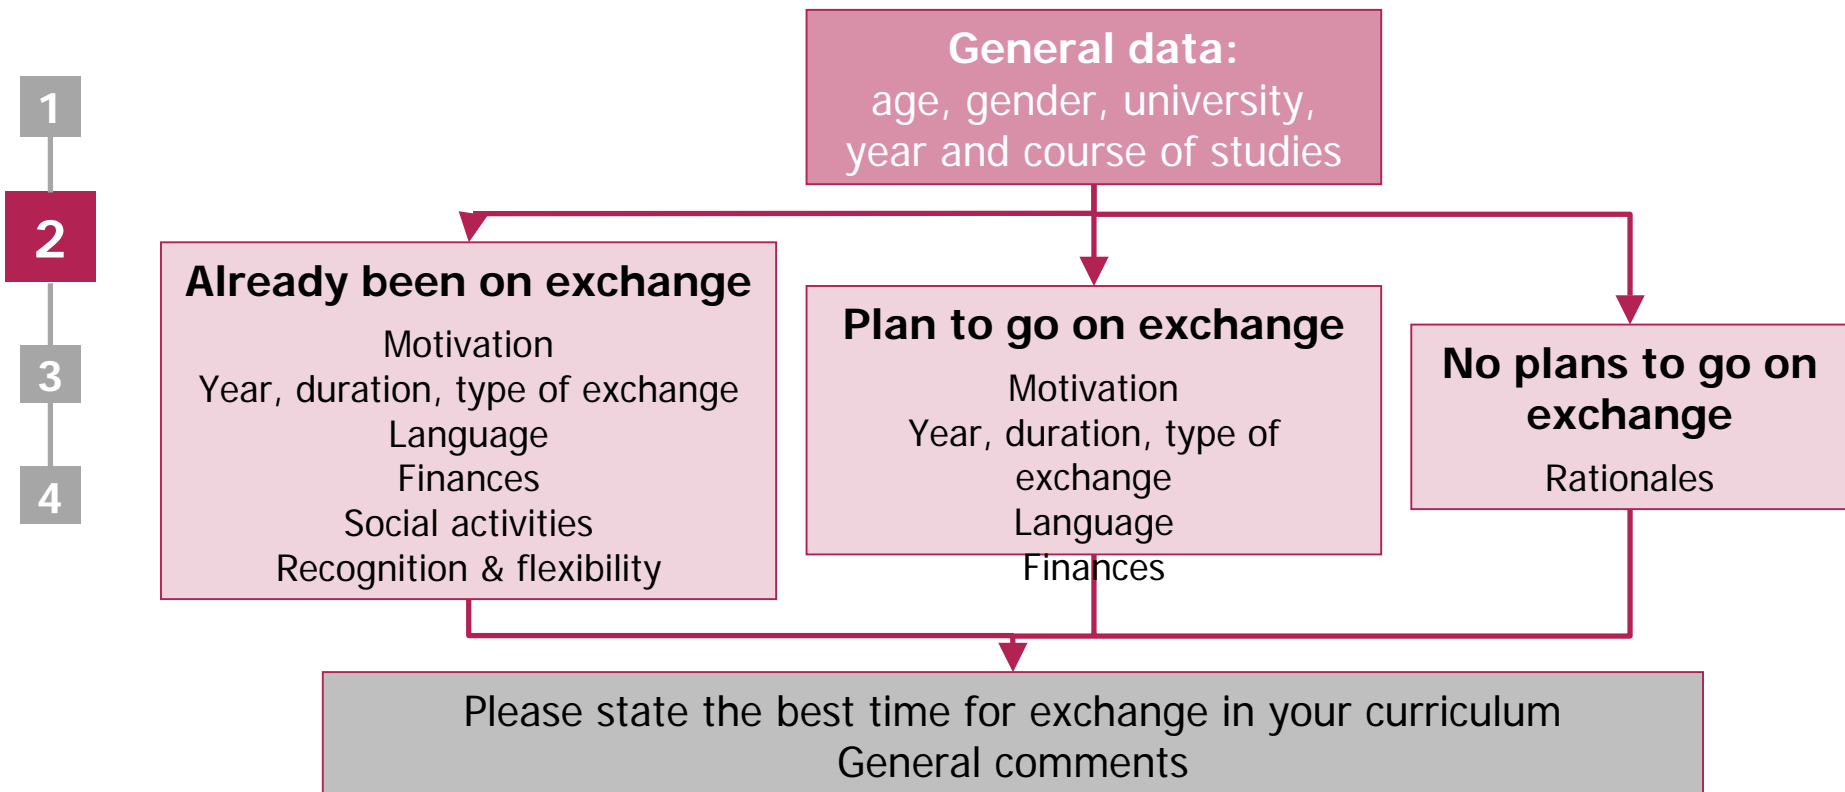 General data:
age, gender, university,
year and course of studies
1
2
3
4
Already been on exchange
Motivation
Year, duration, type of exchange
Language
Finances
Social activities
Recognition & flexibility
Plan to go on exchange
Motivation
Year, duration, type of
exchange
Language
Finances
No plans to go on
exchange
Rationales
Please state the best time for exchange in your curriculum
General comments